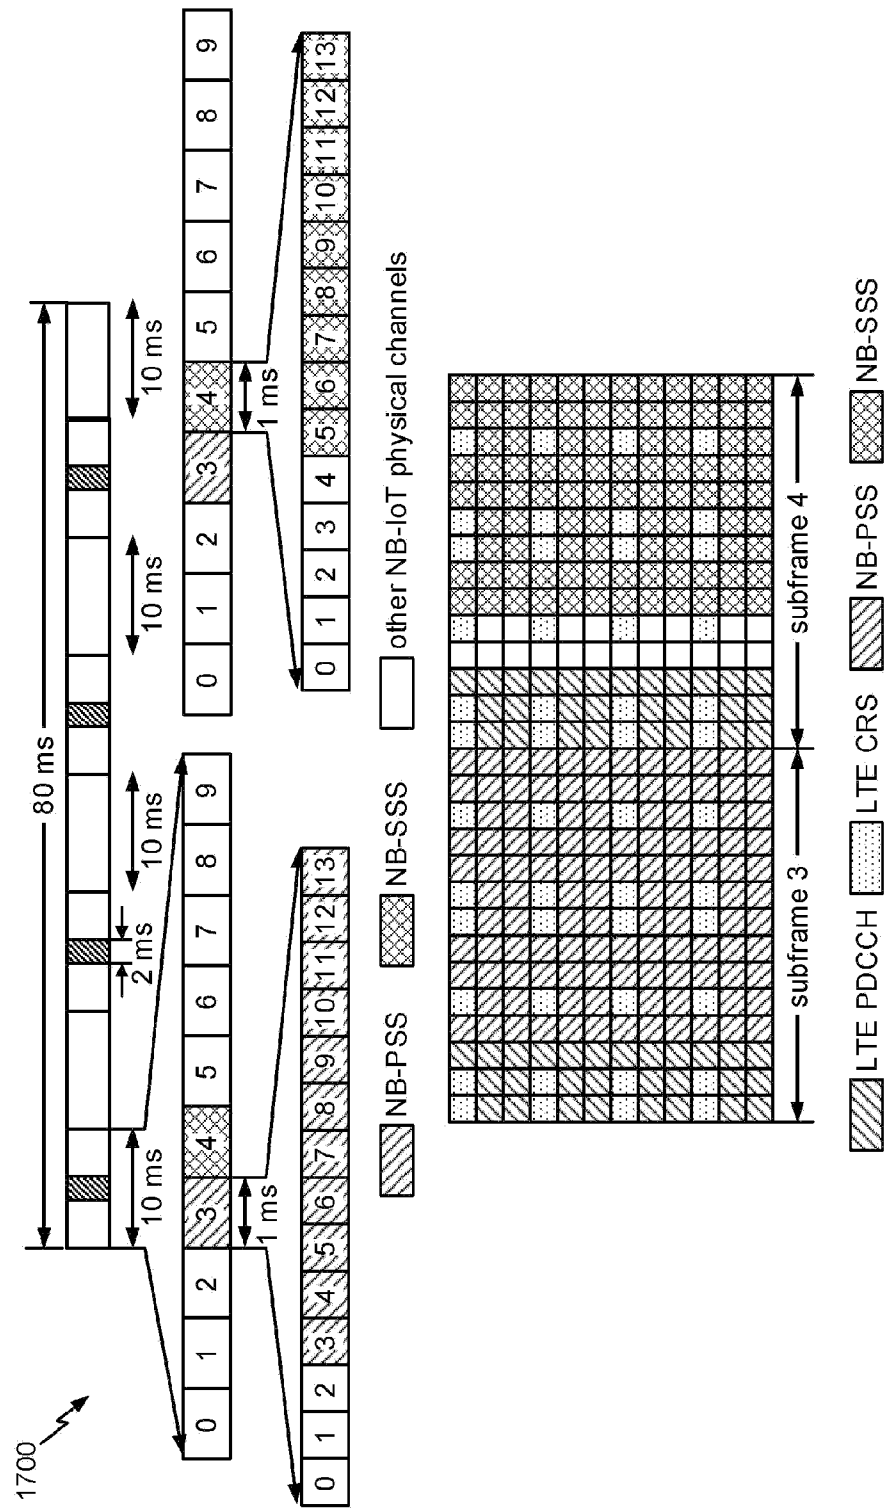 1700
80 ms
10 ms
2 ms
10 ms
10 ms
10 ms
0 1 2 3 4 5 6 7 8 9
0 1 2 3 4 5 6 7 8 9
1 ms
1 ms
0 1 2 3 4 5 6 7 8 9 10 11 12 13
0 1 2 3 4 5 6 7 8 9 10 11 12 13
NB-PSS
NB-SSS
other NB-IoT physical channels
subframe 3
subframe 4
LTE PDCCH
LTE CRS
NB-PSS
NB-SSS